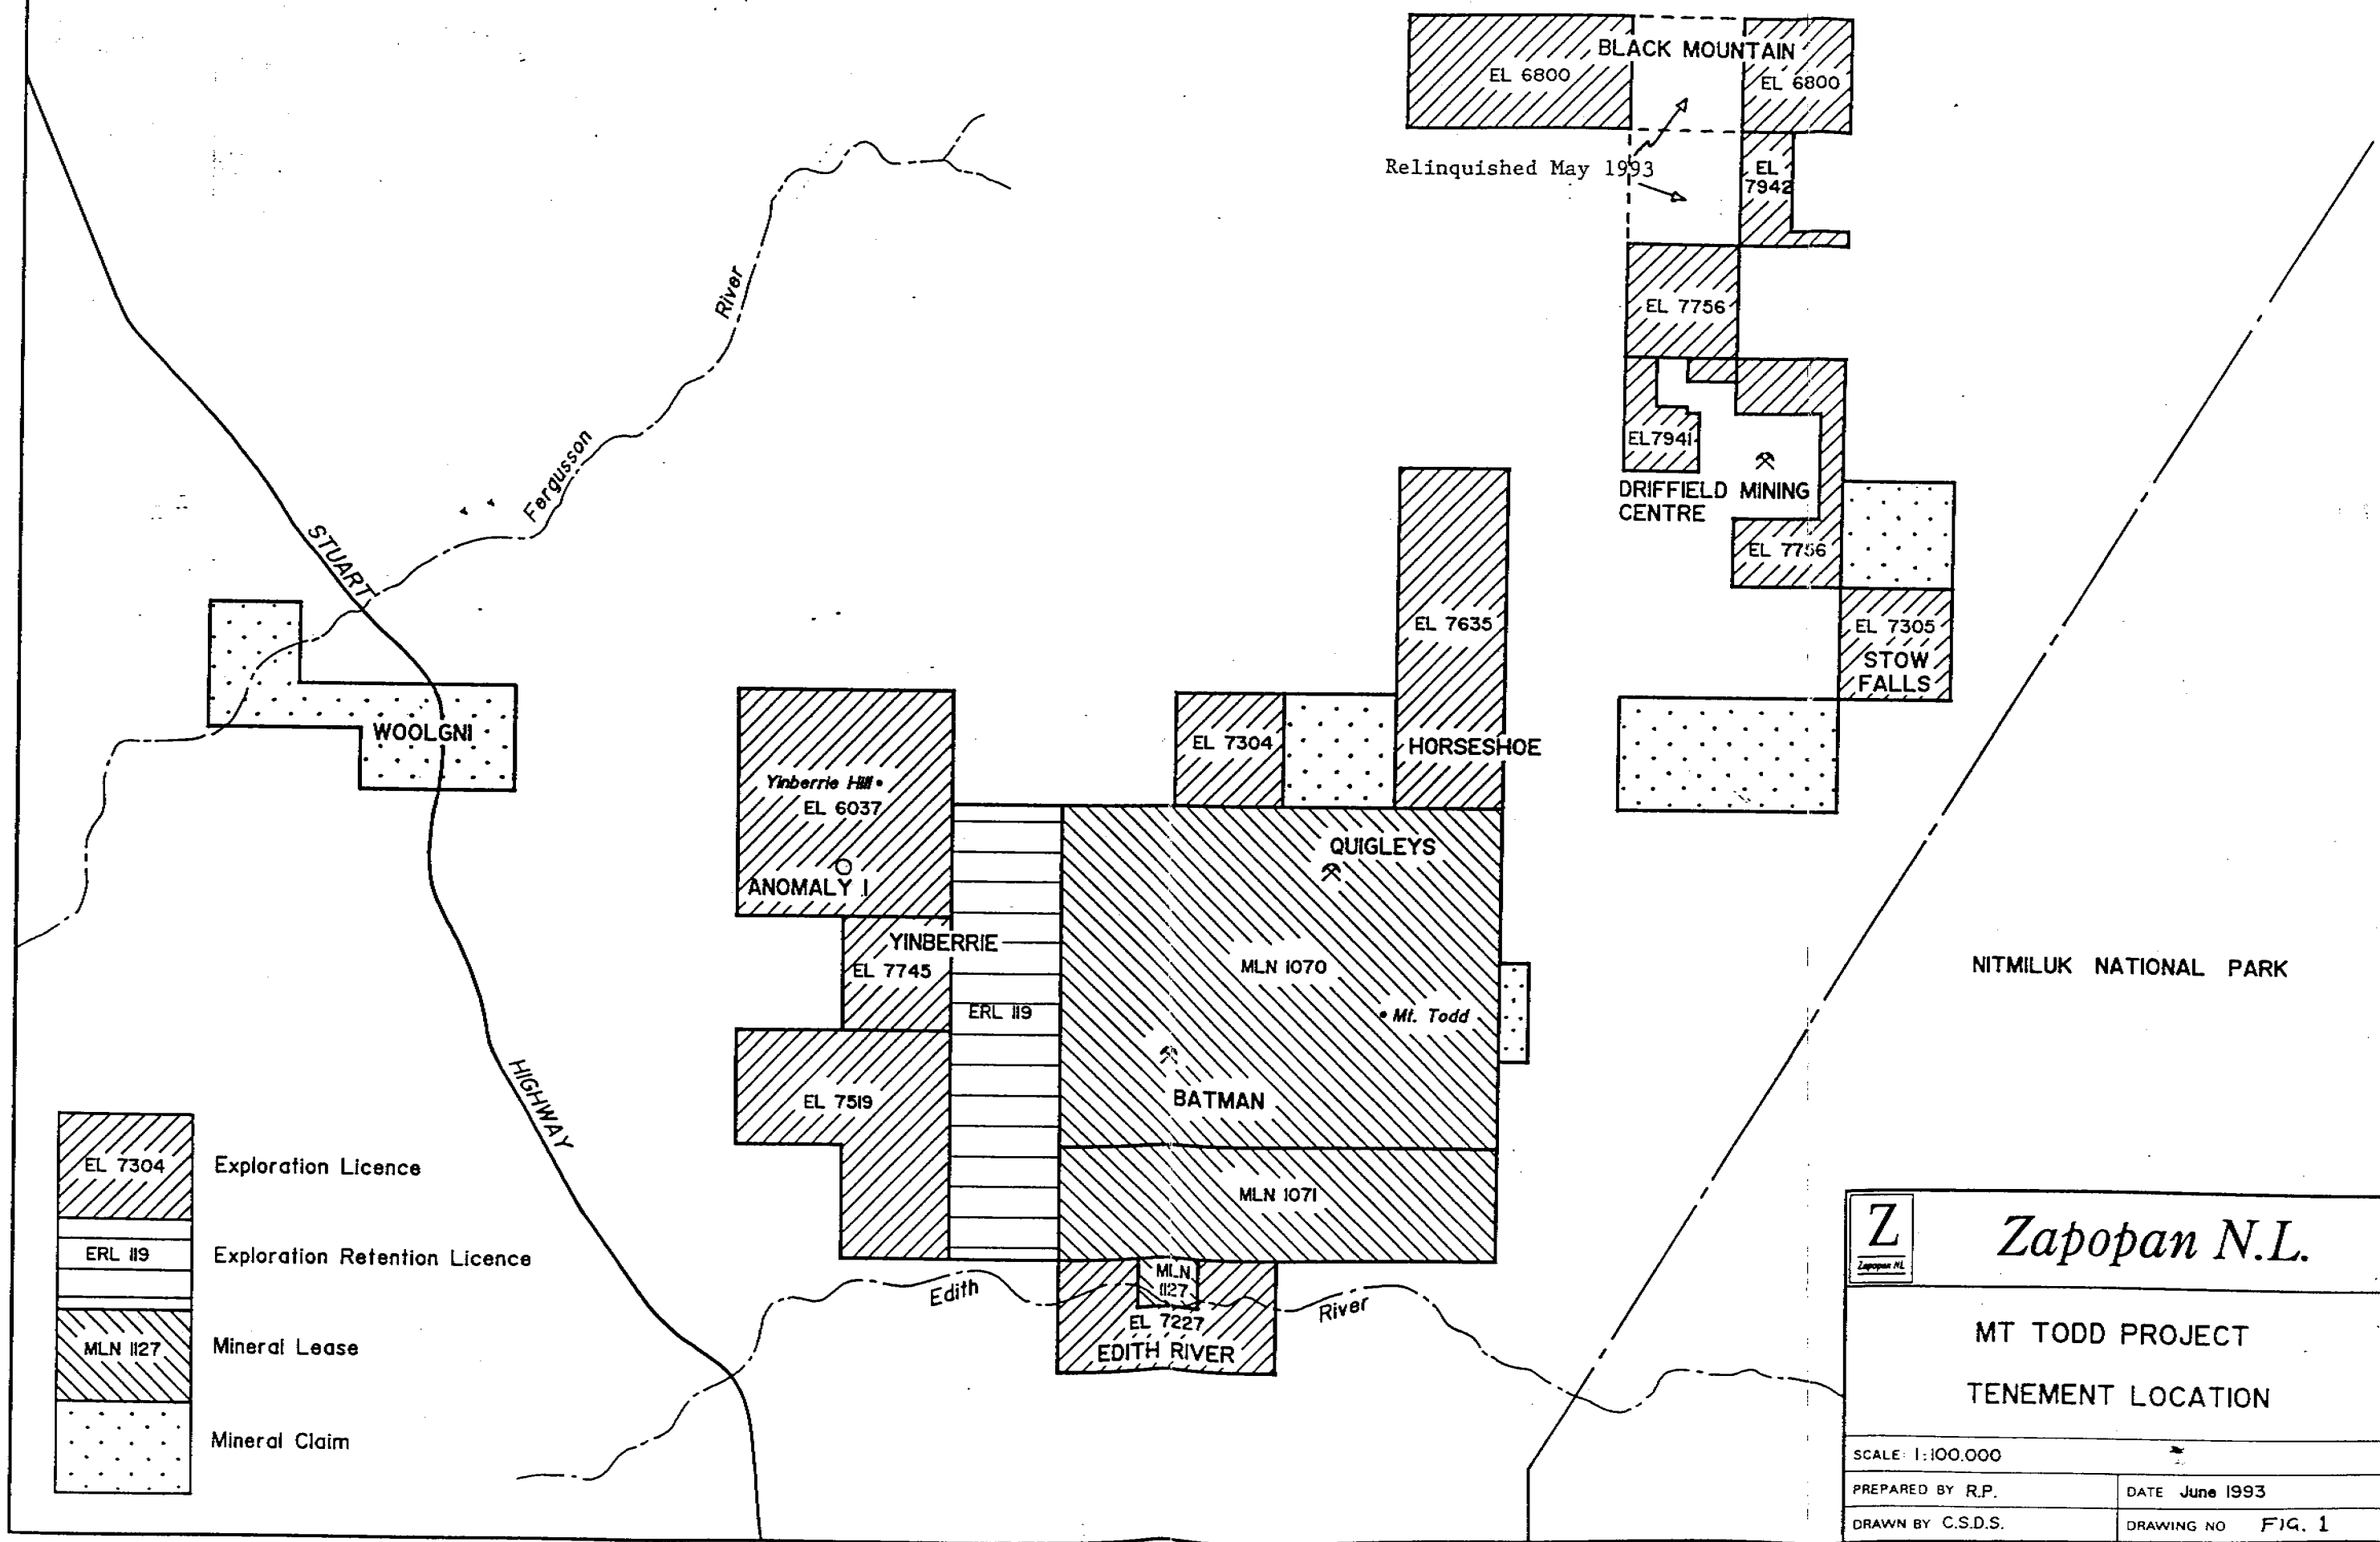 BLACK MOUNTAIN
EL 6800
EL 6800
Relinquished May 1993
EL
7942
EL 7756
EL7941
DRIFFIELD MINING
CENTRE
EL 7756
EL 7305
STOW
FALLS
River
Fergusson
STUART
WOOLGNI
EL 7635
EL 7304
HORSESHOE
Yinberrie Hill
EL 6037
ANOMALY 1
QUIGLEYS
YINBERRIE
EL 7745
MLN 1070
ERL 119
Mt. Todd
NITMILUK NATIONAL PARK
HIGHWAY
EL 7519
BATMAN
MLN 1071
MLN
1127
Edith
River
EL 7227
EDITH RIVER
EL 7304
Exploration Licence
ERL 119
Exploration Retention Licence
MLN 1127
Mineral Lease
Mineral Claim
Z
Zapopan NL
Zapopan N.L.
MT TODD PROJECT
TENEMENT LOCATION
SCALE: 1:100,000
PREPARED BY R.P.
DATE June 1993
DRAWN BY C.S.D.S.
DRAWING NO FIG. 1